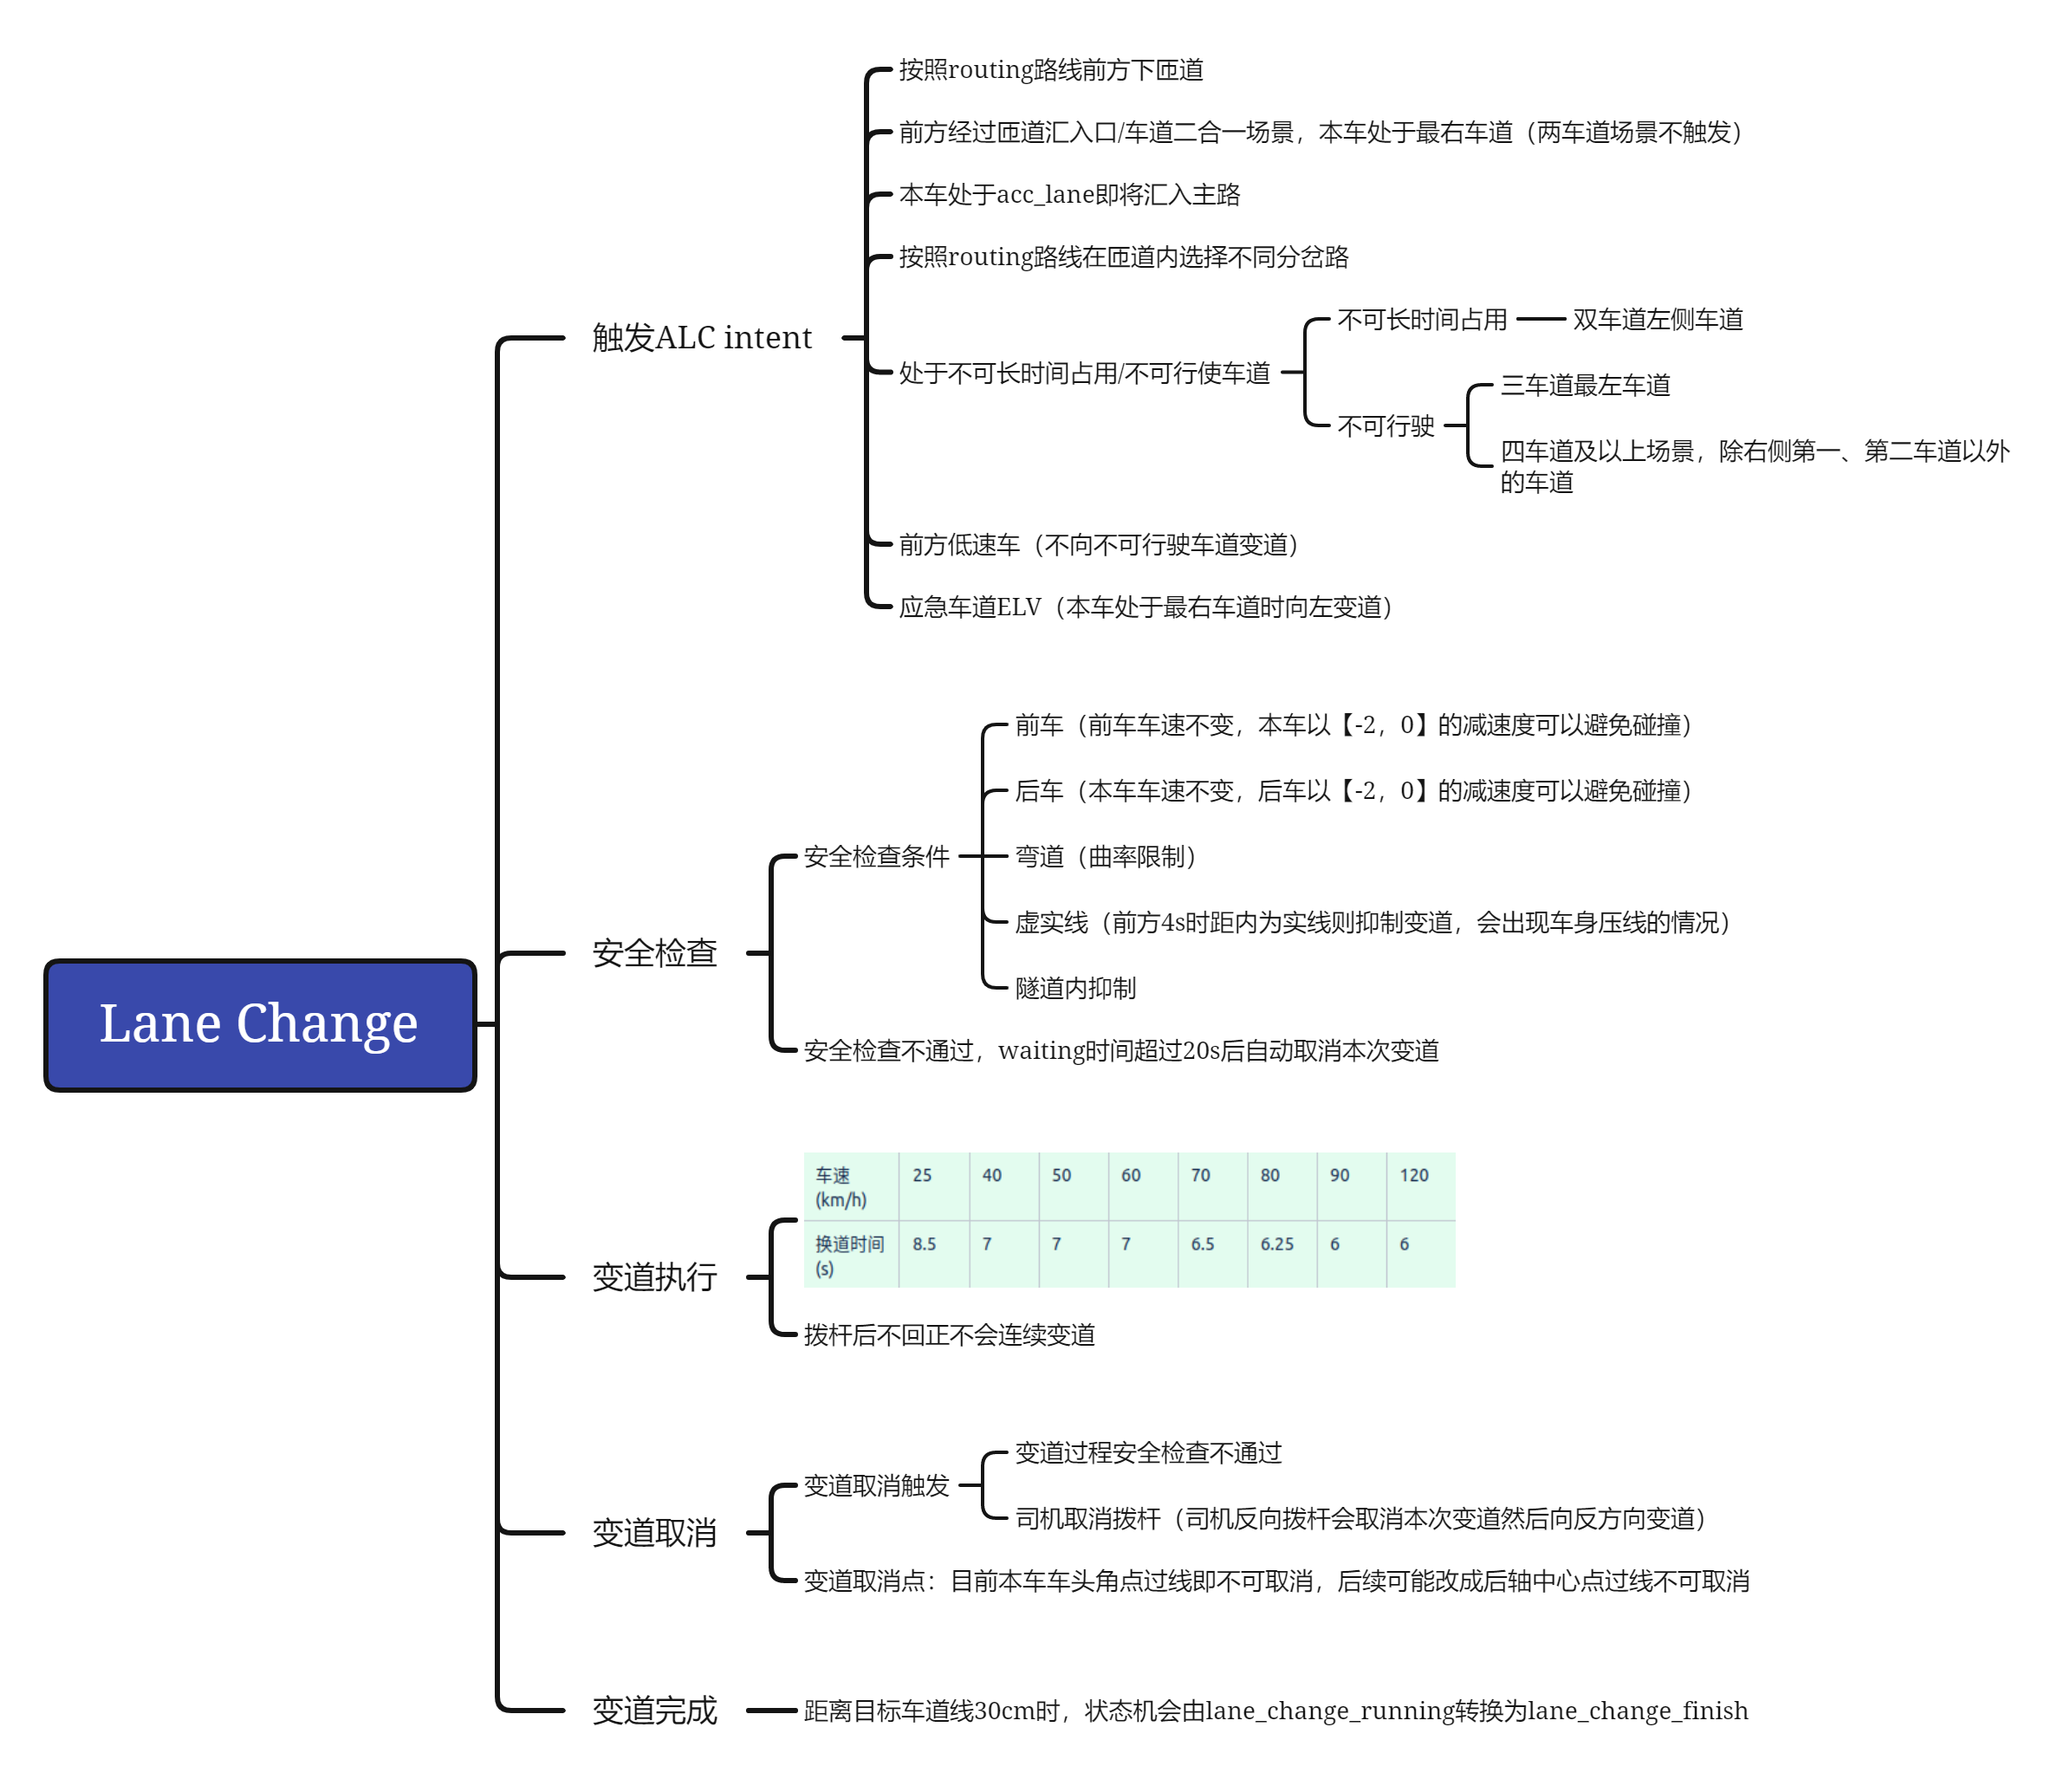 按照routing路线前方下匝道
前方经过匝道汇入口/车道二合一场景，本车处于最右车道（两车道场景不触发）
本车处于acc_lane即将汇入主路
按照routing路线在匝道内选择不同分岔路
触发ALC intent
处于不可长时间占用/不可行使车道
不可长时间占用
双车道左侧车道
不可行驶
三车道最左车道
四车道及以上场景，除右侧第一、第二车道以外
的车道
前方低速车（不向不可行驶车道变道）
应急车道ELV（本车处于最右车道时向左变道）
Lane Change
安全检查
安全检查条件
前车（前车车速不变，本车以【-2，0】的减速度可以避免碰撞）
后车（本车车速不变，后车以【-2，0】的减速度可以避免碰撞）
弯道（曲率限制）
虚实线（前方4s时距内为实线则抑制变道，会出现车身压线的情况）
隧道内抑制
安全检查不通过，waiting时间超过20s后自动取消本次变道
变道执行
车速 25 40 50 60 70 80 90 120
(km/h)
换道时间 8.5 7 7 7 6.5 6.25 6 6
(s)
拨杆后不回正不会连续变道
变道取消
变道取消触发
变道过程安全检查不通过
司机取消拨杆（司机反向拨杆会取消本次变道然后向反方向变道）
变道取消点：目前本车车头角点过线即不可取消，后续可能改成后轴中心点过线不可取消
变道完成
距离目标车道线30cm时，状态机会由lane_change_running转换为lane_change_finish